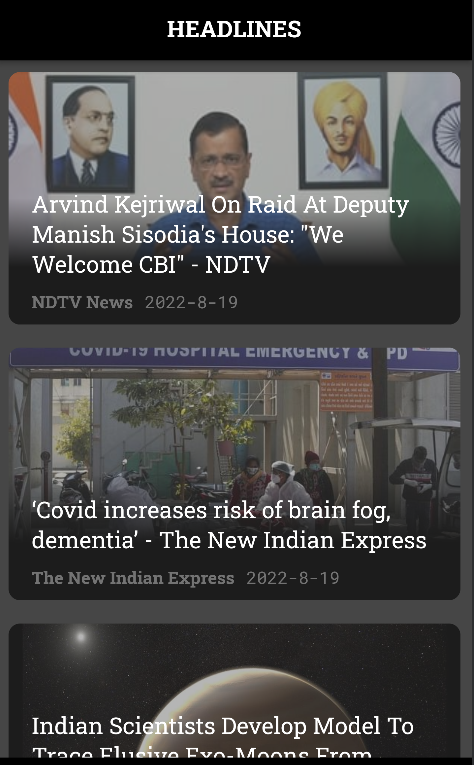 HEADLINES
Arvind Kejriwal On Raid At Deputy
Manish Sisodia's House: "We
Welcome CBI" - NDTV
NDTV News 2022-8-19
COVID-19 HOSPITAL EMERGENCY & PD
‘Covid increases risk of brain fog,
dementia’ - The New Indian Express
The New Indian Express 2022-8-19
Indian Scientists Develop Model To
Trace Elusive Exo-Moons From